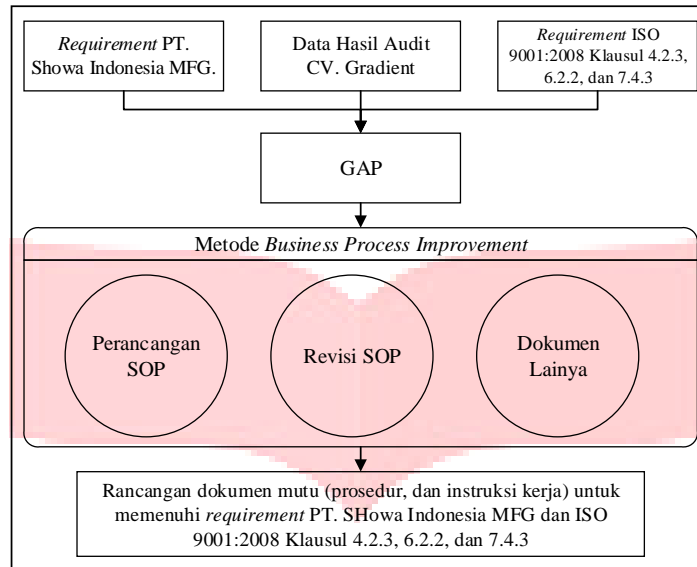 Requirement PT.
Showa Indonesia MFG.
Data Hasil Audit
CV. Gradient
Requirement ISO
9001:2008 Klausul 4.2.3,
6.2.2, dan 7.4.3
GAP
Metode Business Process Improvement
Perancangan
SOP
Revisi SOP
Dokumen
Lainya
Rancangan dokumen mutu (prosedur, dan instruksi kerja) untuk
memenuhi requirement PT. SHowa Indonesia MFG dan ISO
9001:2008 Klausul 4.2.3, 6.2.2, dan 7.4.3